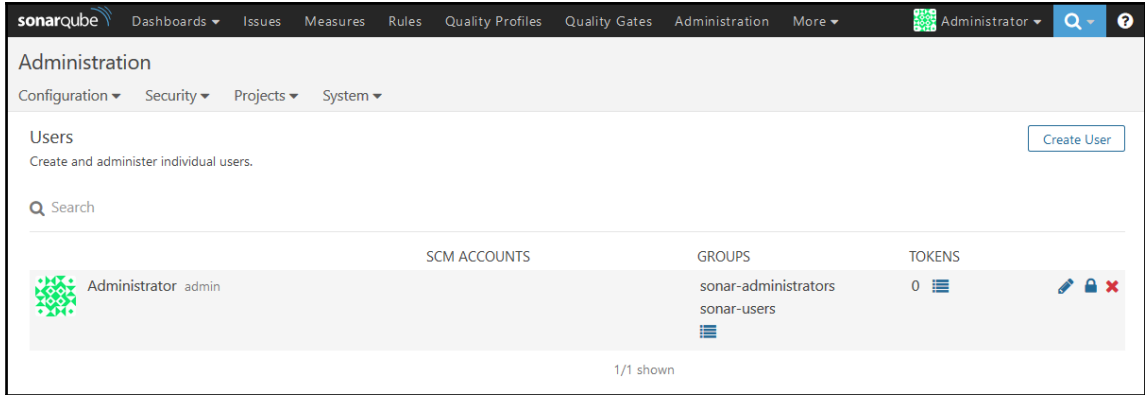 sonarqube Dashboards Issues Measures Rules Quality Profiles Quality Gates Administration More Administrator ?
Administration
Configuration Security Projects System
Users
Create User
Create and administer individual users.
Search
SCM ACCOUNTS GROUPS TOKENS
Administrator admin sonar-administrators 0
sonar-users
1/1 shown